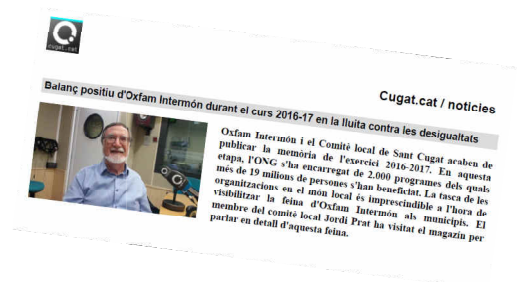 cugat.net
Cugat.cat / noticies
Balanç positiu d'Oxfam Intermón durant el curs 2016-17 en la lluita contra les desigualtats
Oxfam Intermón i el Comitè local de Sant Cugat acaben de
publicar la memòria de l'exercici 2016-2017. En aquesta
etapa, l'ONG s'ha encarregat de 2.000 programes dels quals
més de 19 milions de persones s'han beneficiat. La tasca de les
organitzacions en el món local és imprescindible a l'hora de
visibilitzar la feina d'Oxfam Intermón als municipis. El
membre del comitè local Jordi Prat ha visitat el magazín per
parlar en detall d'aquesta feina.